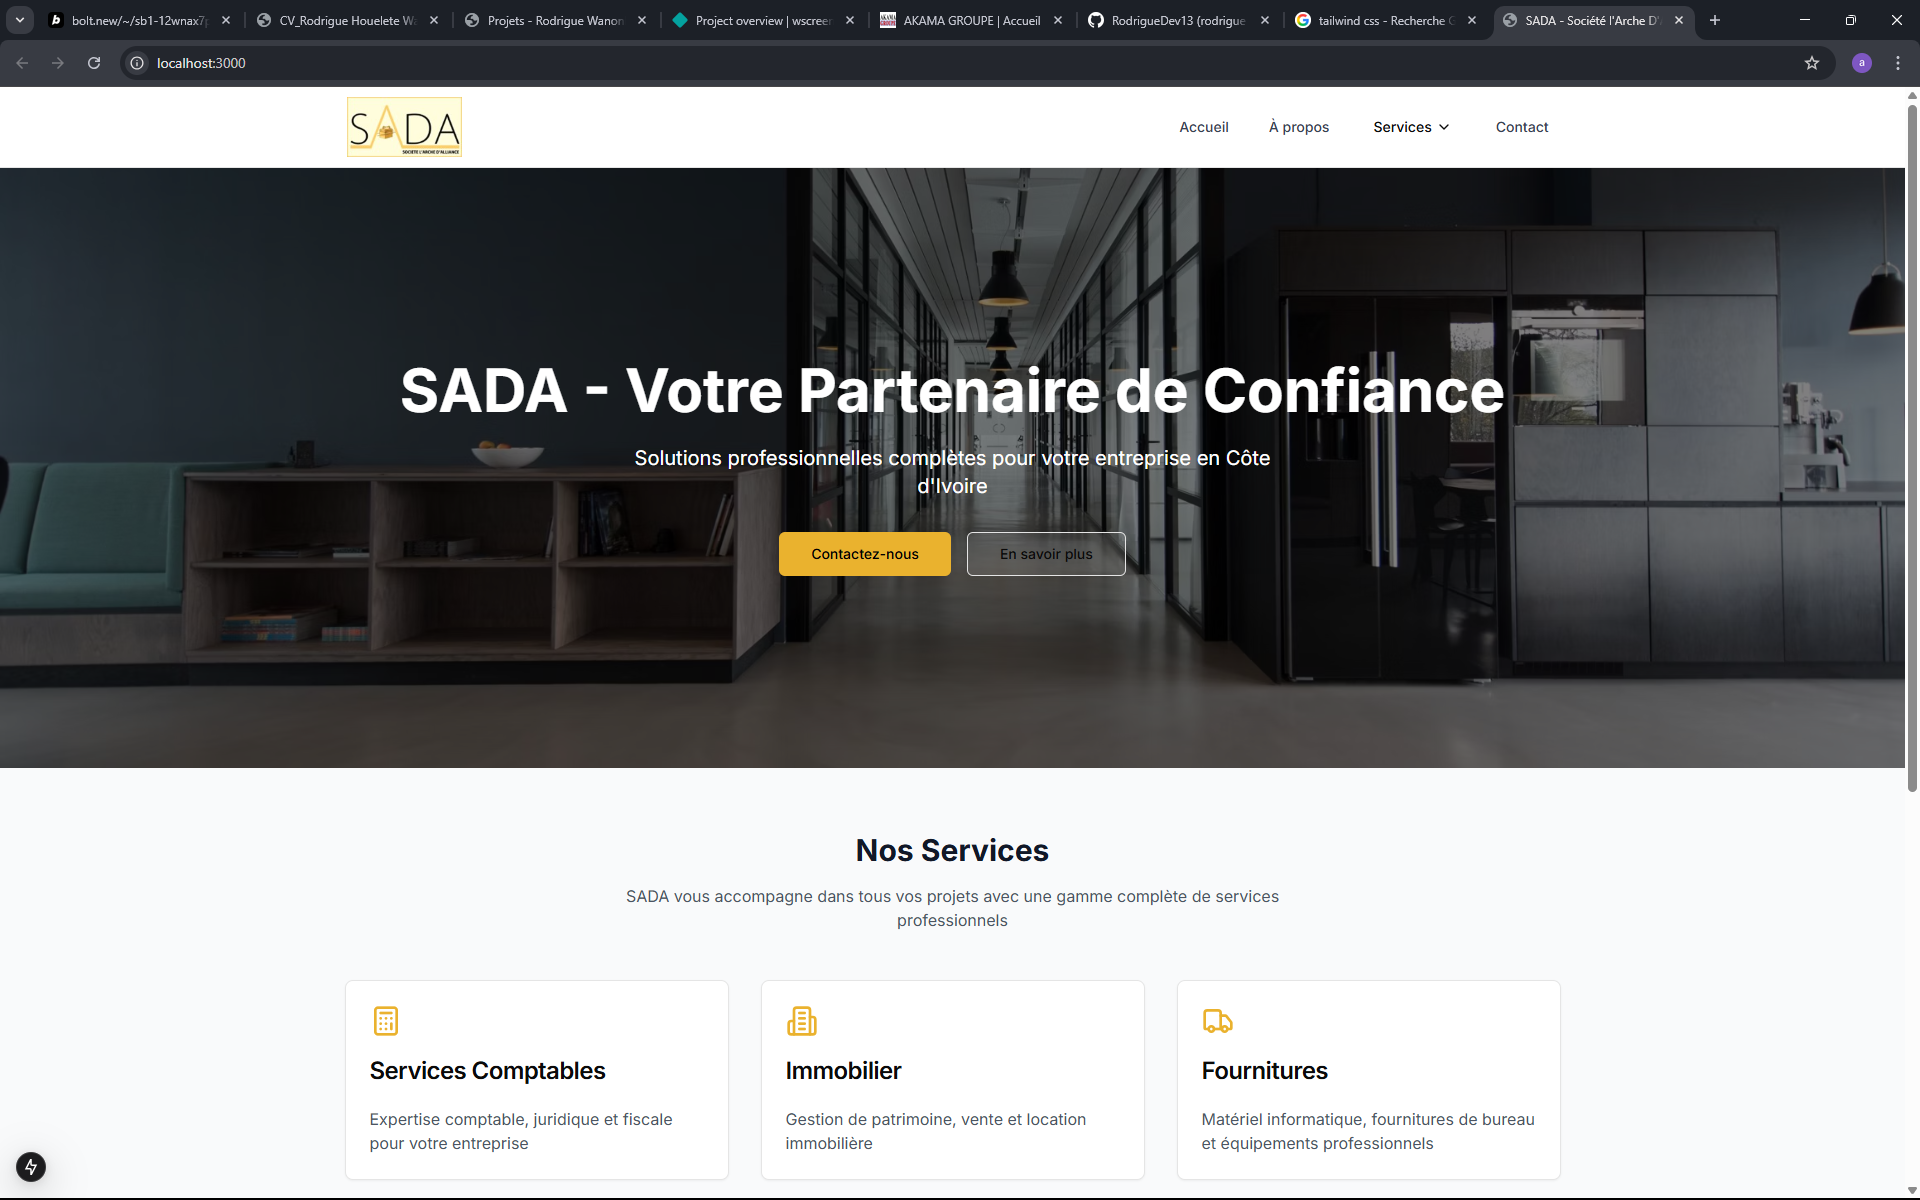 bolt.new/~/sb1-12wnax7
CV_Rodrigue Houelete W
Projets - Rodrigue Wanon
Project overview | wscreen
AKAMA GROUPE | Accueil
RodrigueDev13 (rodrigue
tailwind css - Recherche G
SADA - Société l'Arche D'
localhost:3000
a
SADA
SOCIETE L'ARCHE D'ALLIANCE
Accueil
À propos
Services
Contact
SADA - Votre Partenaire de Confiance
Solutions professionnelles complètes pour votre entreprise en Côte
d'Ivoire
Contactez-nous
En savoir plus
Nos Services
SADA vous accompagne dans tous vos projets avec une gamme complète de services
professionnels
Services Comptables
Expertise comptable, juridique et fiscale
pour votre entreprise
Immobilier
Gestion de patrimoine, vente et location
immobilière
Fournitures
Matériel informatique, fournitures de bureau
et équipements professionnels